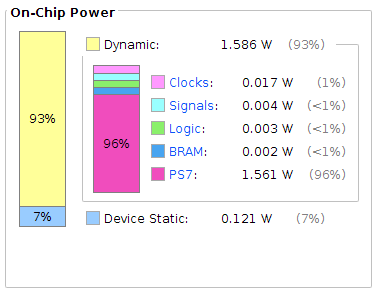 On-Chip Power
Dynamic: 1.586 W (93%)
93%
96%
Clocks: 0.017 W (1%)
Signals: 0.004 W (<1%)
Logic: 0.003 W (<1%)
BRAM: 0.002 W (<1%)
PS7: 1.561 W (96%)
7%
Device Static: 0.121 W (7%)